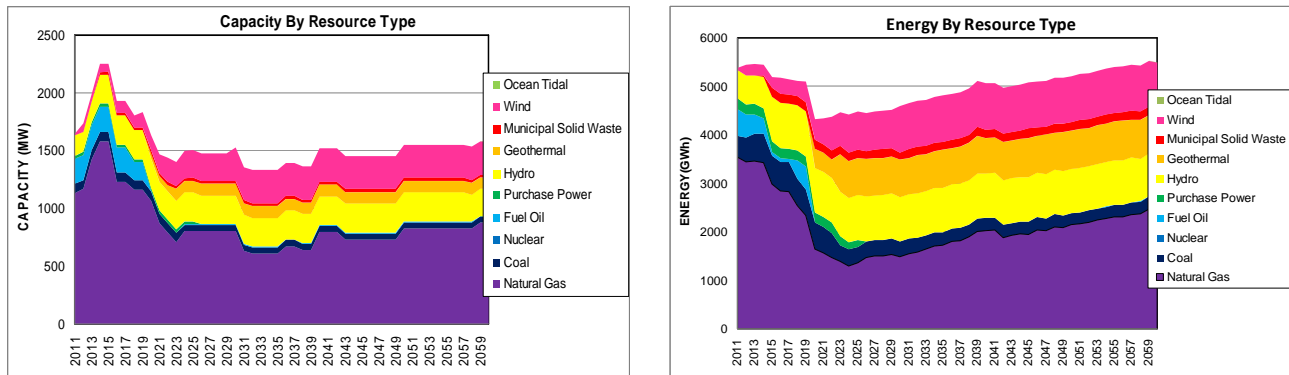 Capacity By Resource Type
CAPACITY (MW)
2500
2000
1500
1000
500
0
2011
2013
2015
2017
2019
2021
2023
2025
2027
2029
2031
2033
2035
2037
2039
2041
2043
2045
2047
2049
2051
2053
2055
2057
2059
Ocean Tidal
Wind
Municipal Solid Waste
Geothermal
Hydro
Purchase Power
Fuel Oil
Nuclear
Coal
Natural Gas
Energy By Resource Type
ENERGY(GWh)
6000
5000
4000
3000
2000
1000
0
2011
2013
2015
2017
2019
2021
2023
2025
2027
2029
2031
2033
2035
2037
2039
2041
2043
2045
2047
2049
2051
2053
2055
2057
2059
Ocean Tidal
Wind
Municipal Solid Waste
Geothermal
Hydro
Purchase Power
Fuel Oil
Nuclear
Coal
Natural Gas